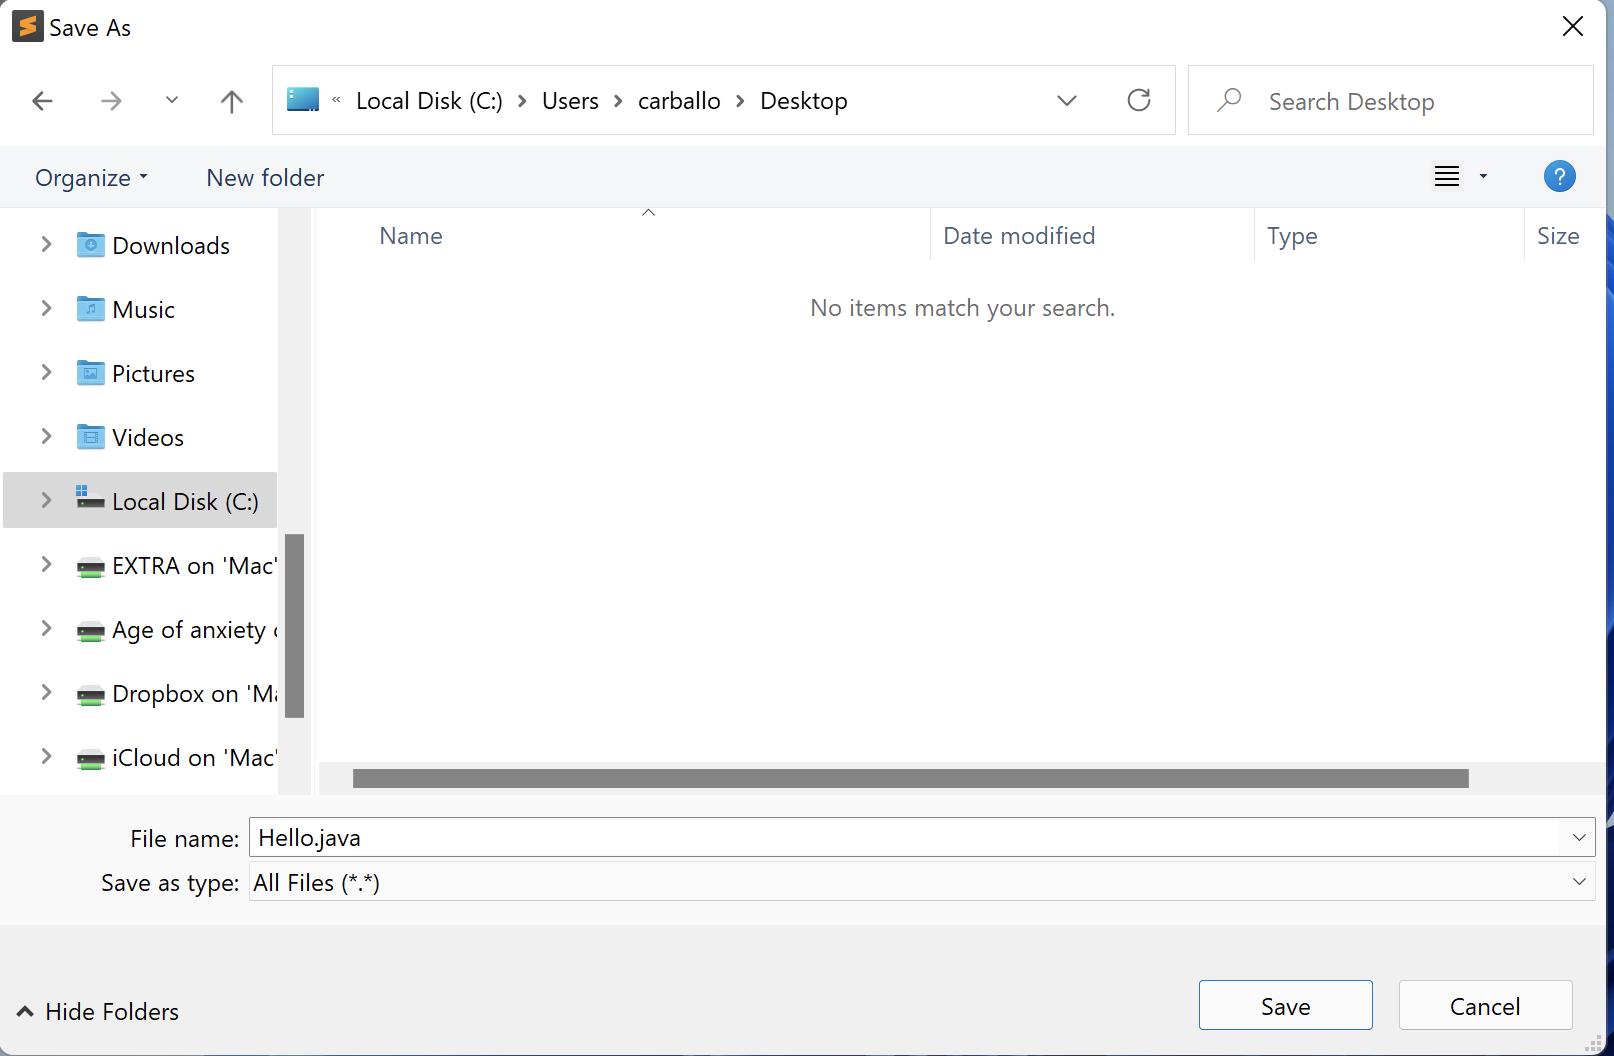 Save As
« Local Disk (C:) > Users > carballo > Desktop
Search Desktop
Organize
New folder
?
Name
Date modified
Type
Size
No items match your search.
Downloads
Music
Pictures
Videos
Local Disk (C:)
EXTRA on 'Mac'
Age of anxiety
Dropbox on
iCloud on 'Mac'
File name: Hello.java
Save as type: All Files (*.*)
Hide Folders
Save
Cancel